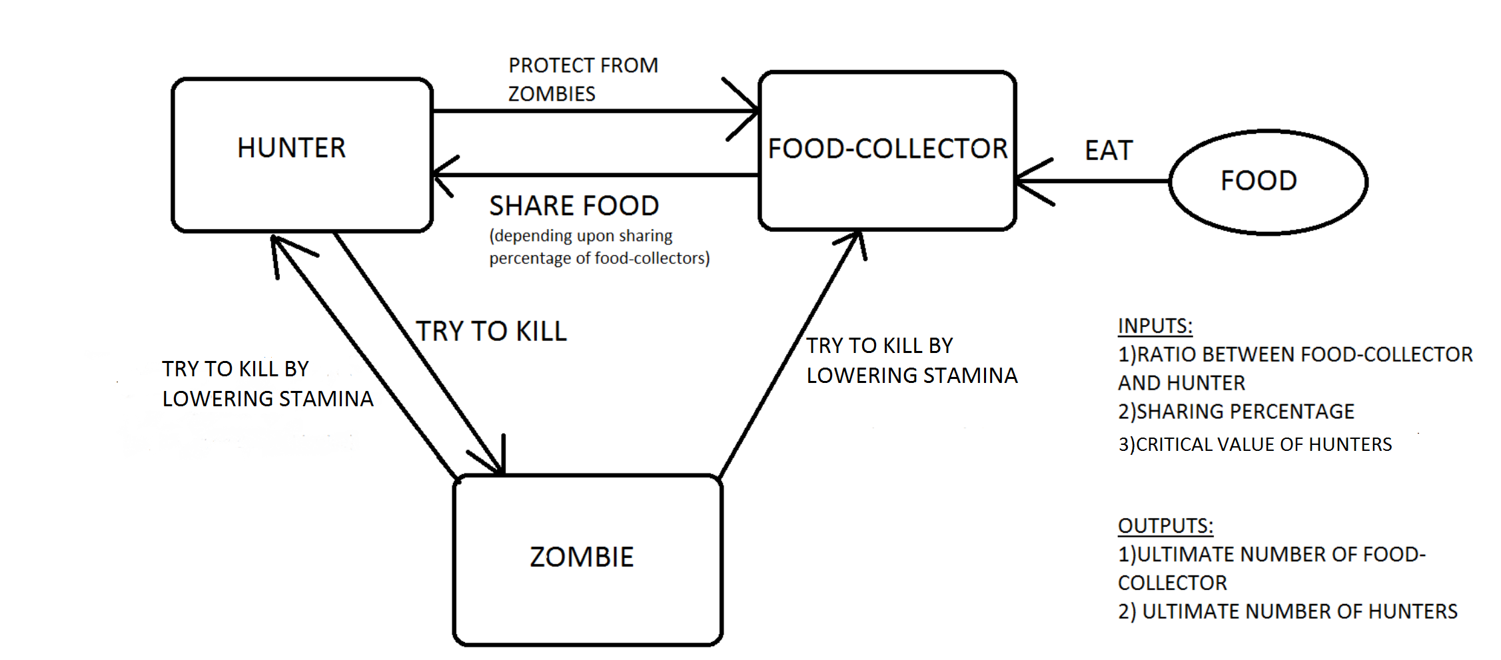 PROTECT FROM
ZOMBIES
HUNTER
FOOD-COLLECTOR
EAT
FOOD
SHARE FOOD
(depending upon sharing
percentage of food-collectors)
TRY TO KILL
TRY TO KILL BY
LOWERING STAMINA
TRY TO KILL BY
LOWERING STAMINA
ZOMBIE
INPUTS:
1)RATIO BETWEEN FOOD-COLLECTOR
AND HUNTER
2)SHARING PERCENTAGE
3)CRITICAL VALUE OF HUNTERS
OUTPUTS:
1)ULTIMATE NUMBER OF FOOD-
COLLECTOR
2) ULTIMATE NUMBER OF HUNTERS